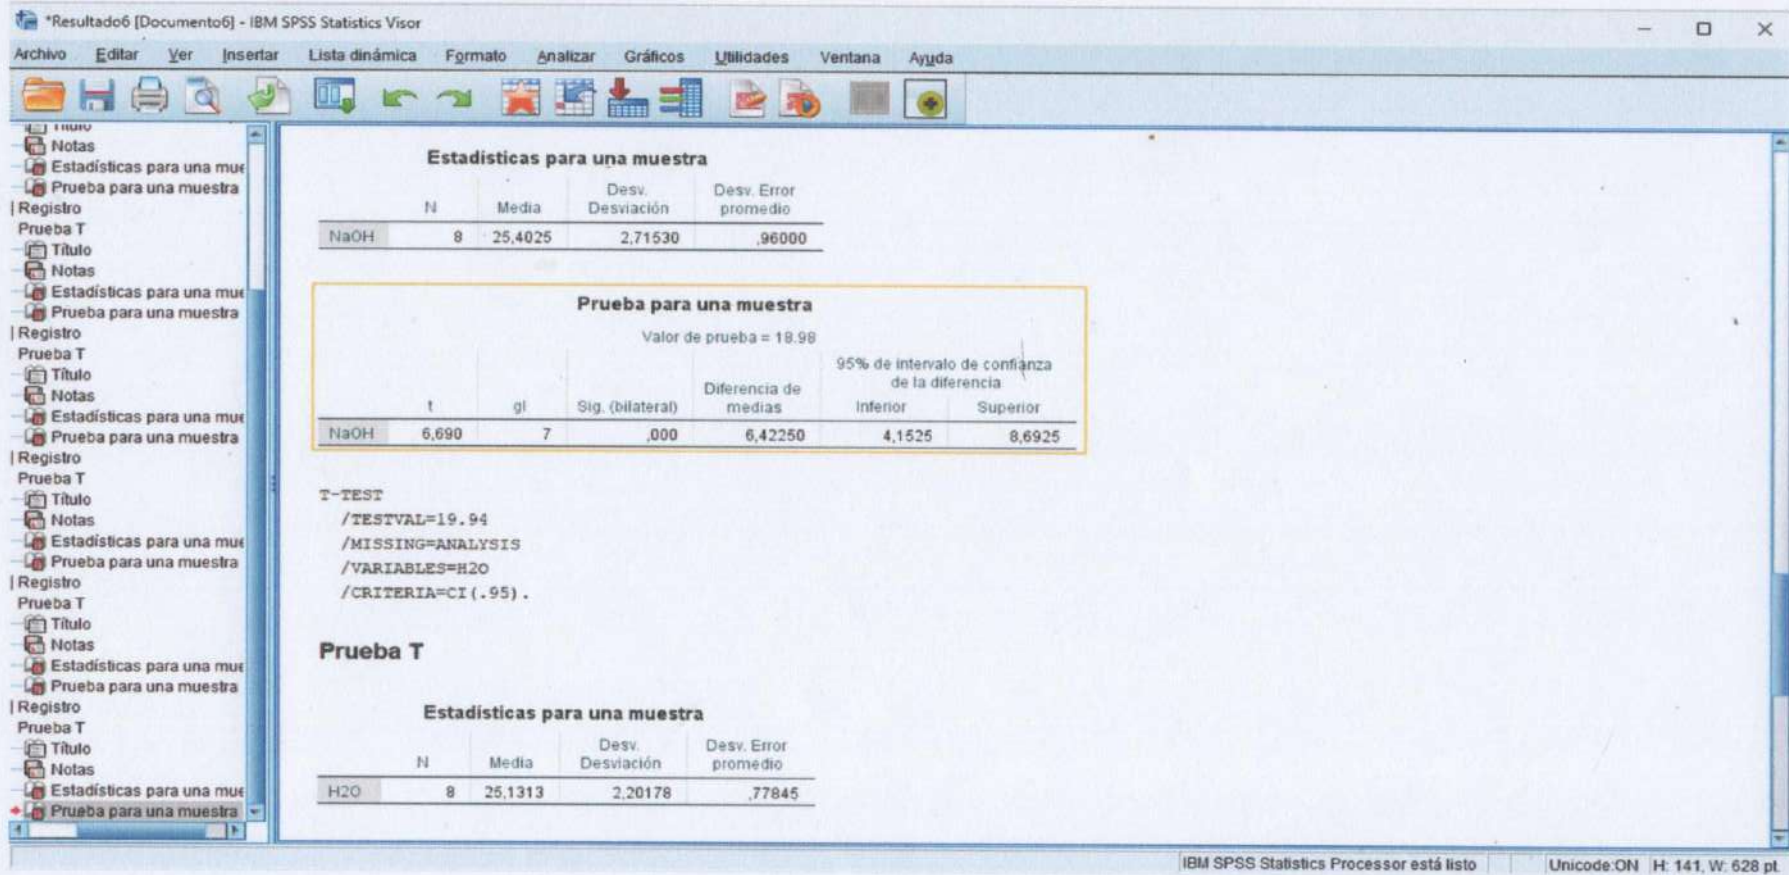 *Resultado6 [Documento6] - IBM SPSS Statistics Visor
Archivo Editar Ver Insertar Lista dinámica Formato Analizar Gráficos Utilidades Ventana Ayuda
Título
Notas
Estadísticas para una mue
Prueba para una muestra
Registro
Prueba T
Título
Notas
Estadísticas para una mue
Prueba para una muestra
Registro
Prueba T
Título
Notas
Estadísticas para una mue
Prueba para una muestra
Registro
Prueba T
Título
Notas
Estadísticas para una mue
Prueba para una muestra
Registro
Prueba T
Título
Notas
Estadísticas para una mue
Prueba para una muestra
Registro
Prueba T
Título
Notas
Estadísticas para una mue
Prueba para una muestra
Estadísticas para una muestra
N Media Desv. Desviación Desv. Error promedio
NaOH 8 25,4025 2,71530 ,96000
Prueba para una muestra
Valor de prueba = 18.98
95% de intervalo de confianza de la diferencia
t gl Sig. (bilateral) Diferencia de medias Inferior Superior
NaOH 6,690 7 ,000 6,42250 4,1525 8,6925
T-TEST
/TESTVAL=19.94
/MISSING=ANALYSIS
/VARIABLES=H2O
/CRITERIA=CI(.95).
Prueba T
Estadísticas para una muestra
N Media Desv. Desviación Desv. Error promedio
H2O 8 25,1313 2,20178 ,77845
IBM SPSS Statistics Processor está listo Unicode:ON H: 141, W: 628 pt.